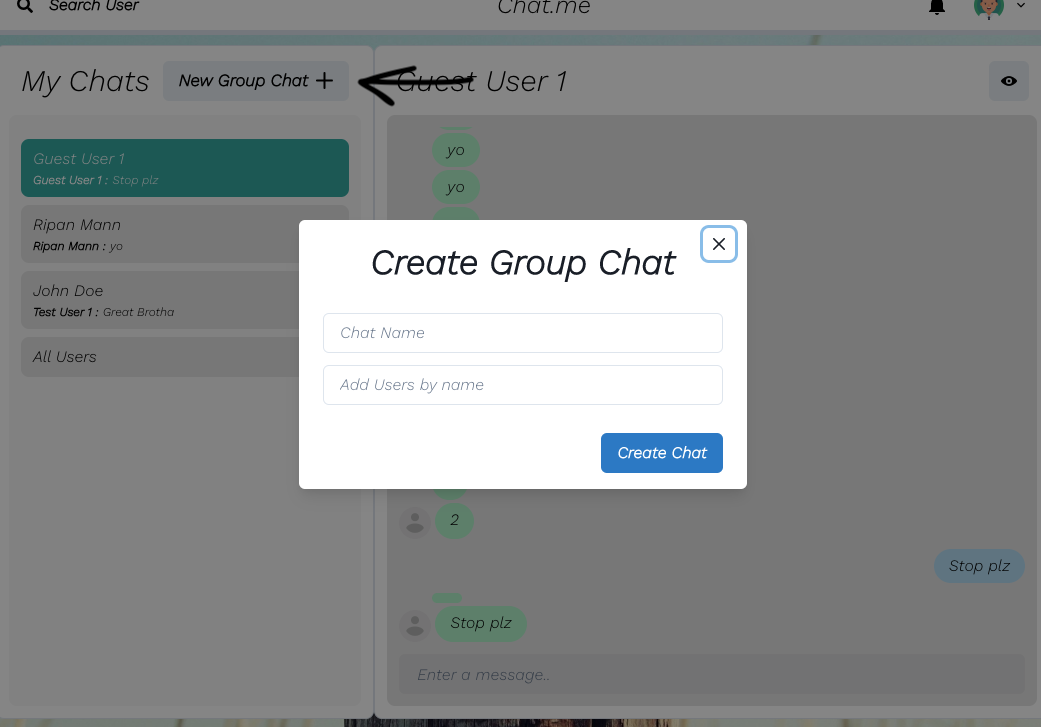 Search User
Chat.me
My Chats
New Group Chat
Guest User 1
Guest User 1 : Stop plz
Ripan Mann
Ripan Mann : yo
John Doe
Test User 1 : Great Brotha
All Users
Guest User 1
yo
yo
Create Group Chat
Chat Name
Add Users by name
Create Chat
2
Stop plz
Stop plz
Enter a message..